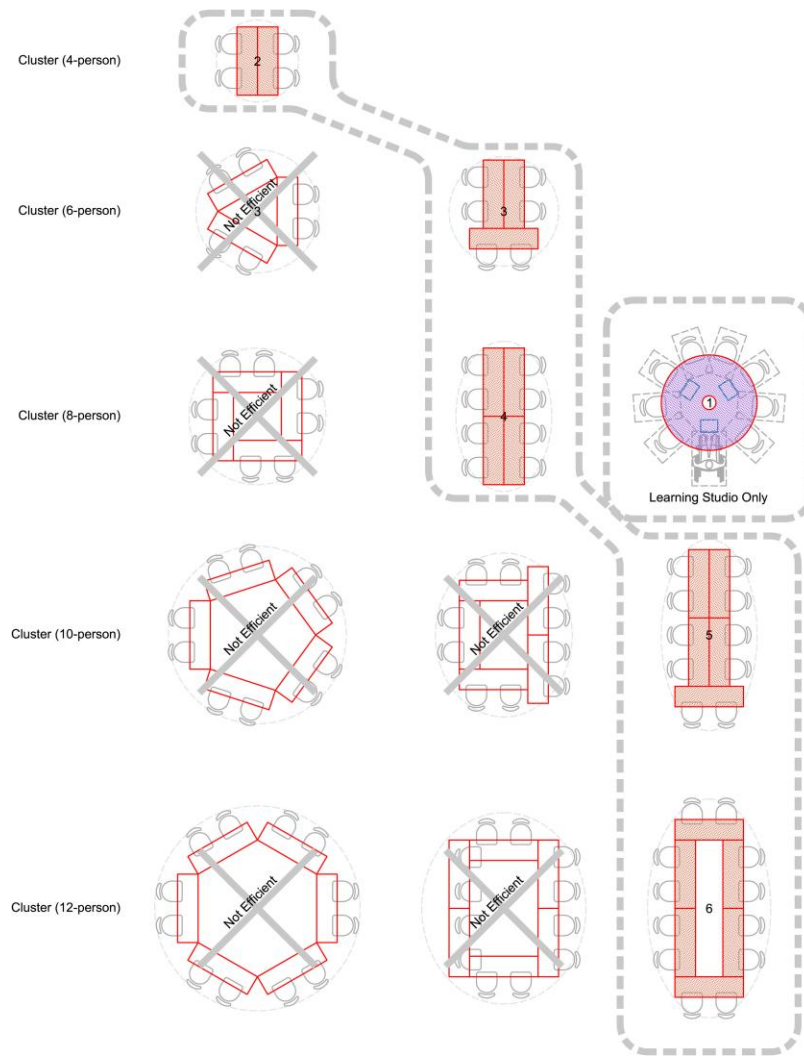 Cluster (4-person)
2
Cluster (6-person)
Not Efficient
3
3
Cluster (8-person)
Not Efficient
4
1
Learning Studio Only
Cluster (10-person)
Not Efficient
Not Efficient
5
Cluster (12-person)
Not Efficient
Not Efficient
6